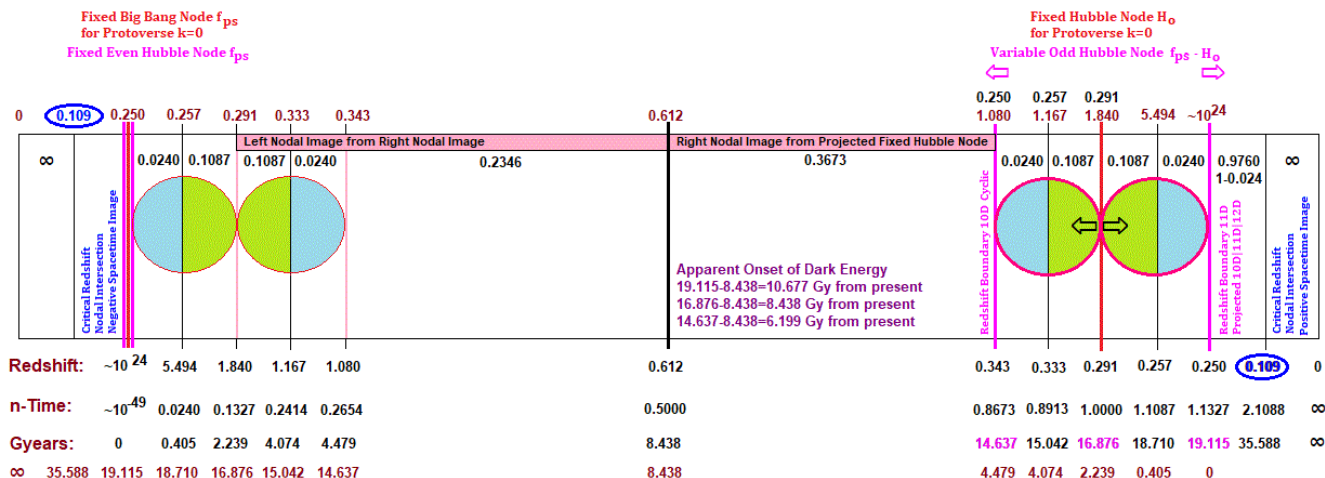 Fixed Big Bang Node fps
for Protoverse k=0
Fixed Even Hubble Node fps
Fixed Hubble Node Ho
for Protoverse k=0
Variable Odd Hubble Node fps - Ho
0.250 0.257 0.291
0 0.109 0.250 0.257 0.291 0.333 0.343 0.612 1.080 1.167 1.840 5.494 ~10 24
Left Nodal Image from Right Nodal Image
Right Nodal Image from Projected Fixed Hubble Node
∞ 0.0240 0.1087 0.1087 0.0240 0.2346 0.3673 0.0240 0.1087 0.1087 0.0240 0.9760 ∞
1-0.024
Critical Redshift
Nodal Intersection
Negative Spacetime Image
Apparent Onset of Dark Energy
19.115-8.438=10.677 Gy from present
16.876-8.438=8.438 Gy from present
14.637-8.438=6.199 Gy from present
Redshift Boundary 10D Cyclic
Redshift Boundary 11D
Projected 10D|11D|12D
Critical Redshift
Nodal Intersection
Positive Spacetime Image
Redshift: ~10 24 5.494 1.840 1.167 1.080 0.612 0.343 0.333 0.291 0.257 0.250 0.109 0
n-Time: ~10 -49 0.0240 0.1327 0.2414 0.2654 0.5000 0.8673 0.8913 1.0000 1.1087 1.1327 2.1088 ∞
Gyears: 0 0.405 2.239 4.074 4.479 8.438 14.637 15.042 16.876 18.710 19.115 35.588 ∞
∞ 35.588 19.115 18.710 16.876 15.042 14.637 8.438 4.479 4.074 2.239 0.405 0